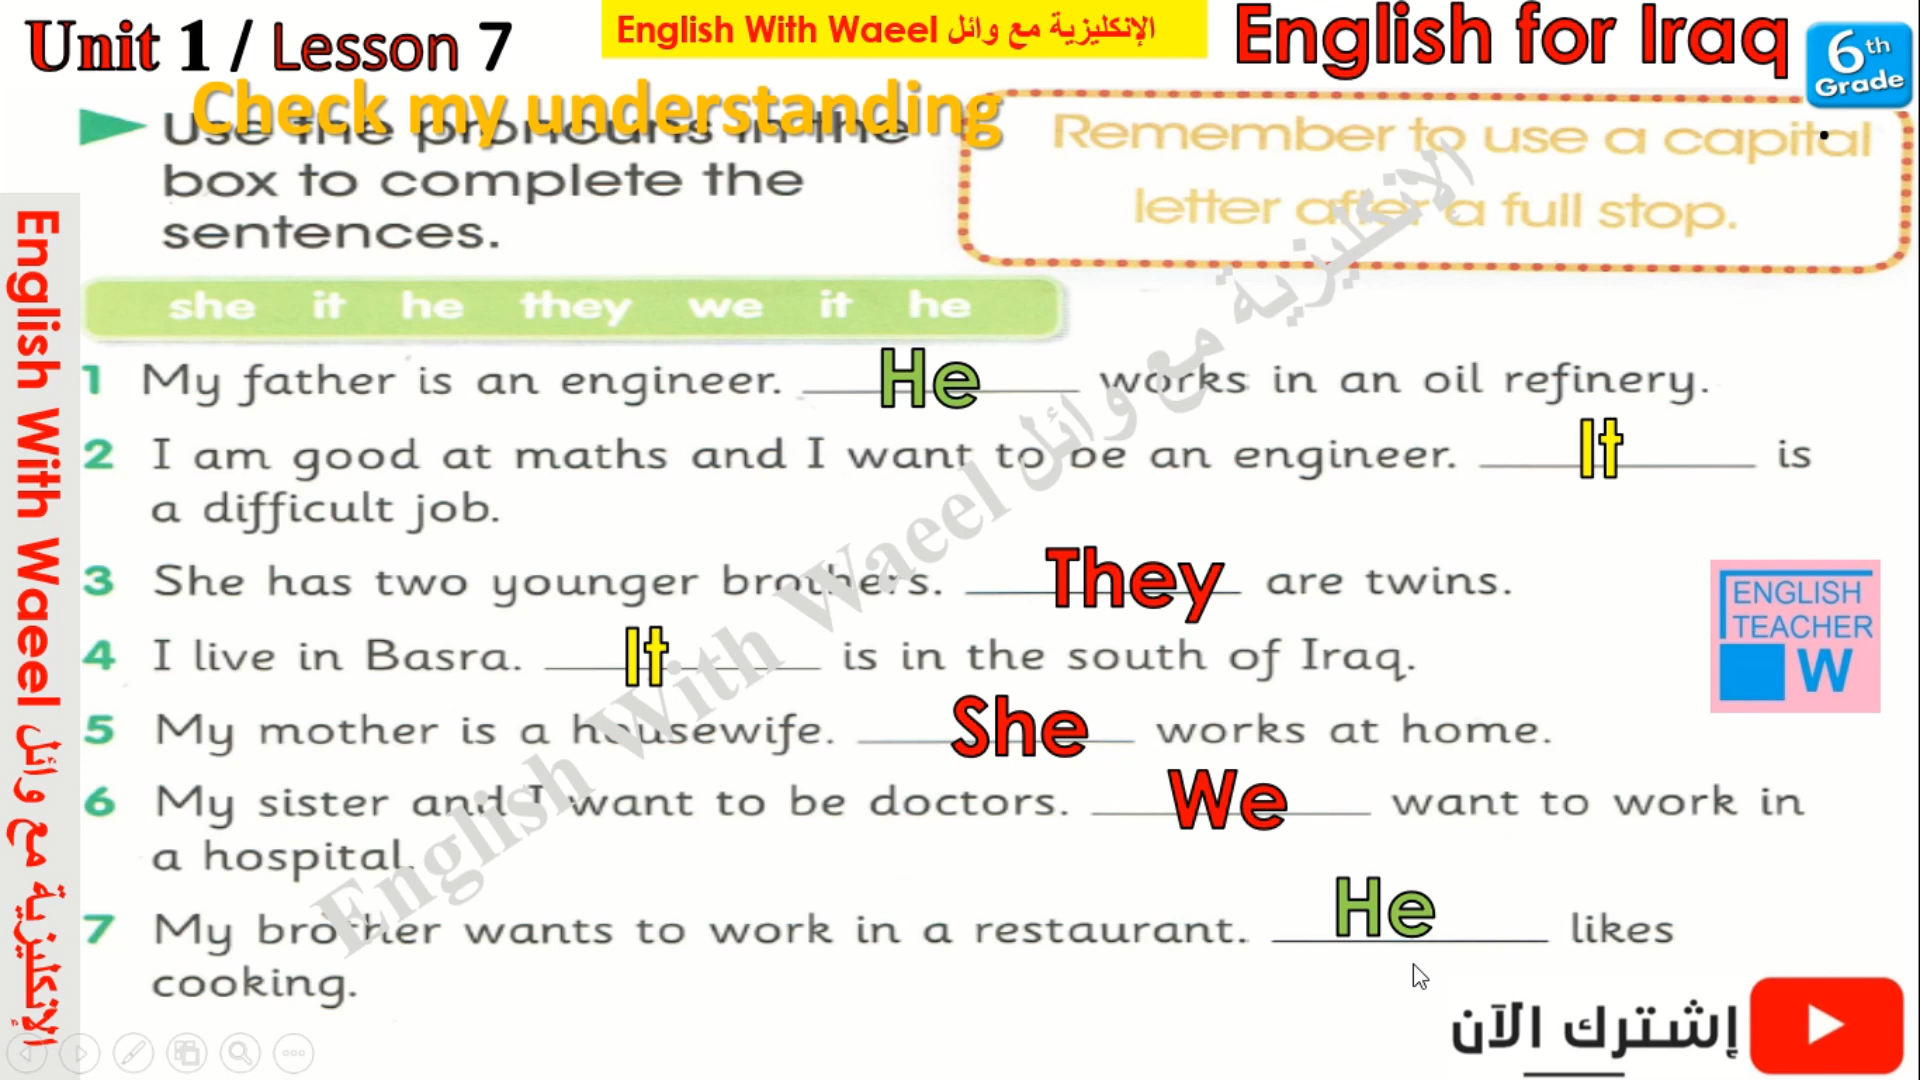 Unit 1 / Lesson 7
English With Waeel الإنكليزية مع وائل
English for Iraq
6th
Grade
Check my understanding
Use the pronouns in the
box to complete the
sentences.
Remember to use a capital
letter after a full stop.
she it he they we it he
1 My father is an engineer. He works in an oil refinery.
2 I am good at maths and I want to be an engineer. It is
a difficult job.
3 She has two younger brothers. They are twins.
4 I live in Basra. It is in the south of Iraq.
5 My mother is a housewife. She works at home.
6 My sister and I want to be doctors. We want to work in
a hospital.
7 My brother wants to work in a restaurant. He likes
cooking.
English With Waeel الإنكليزية مع وائل
English With Waeel الانكليزية مع وائل
ENGLISH
TEACHER
W
إشترك الآن